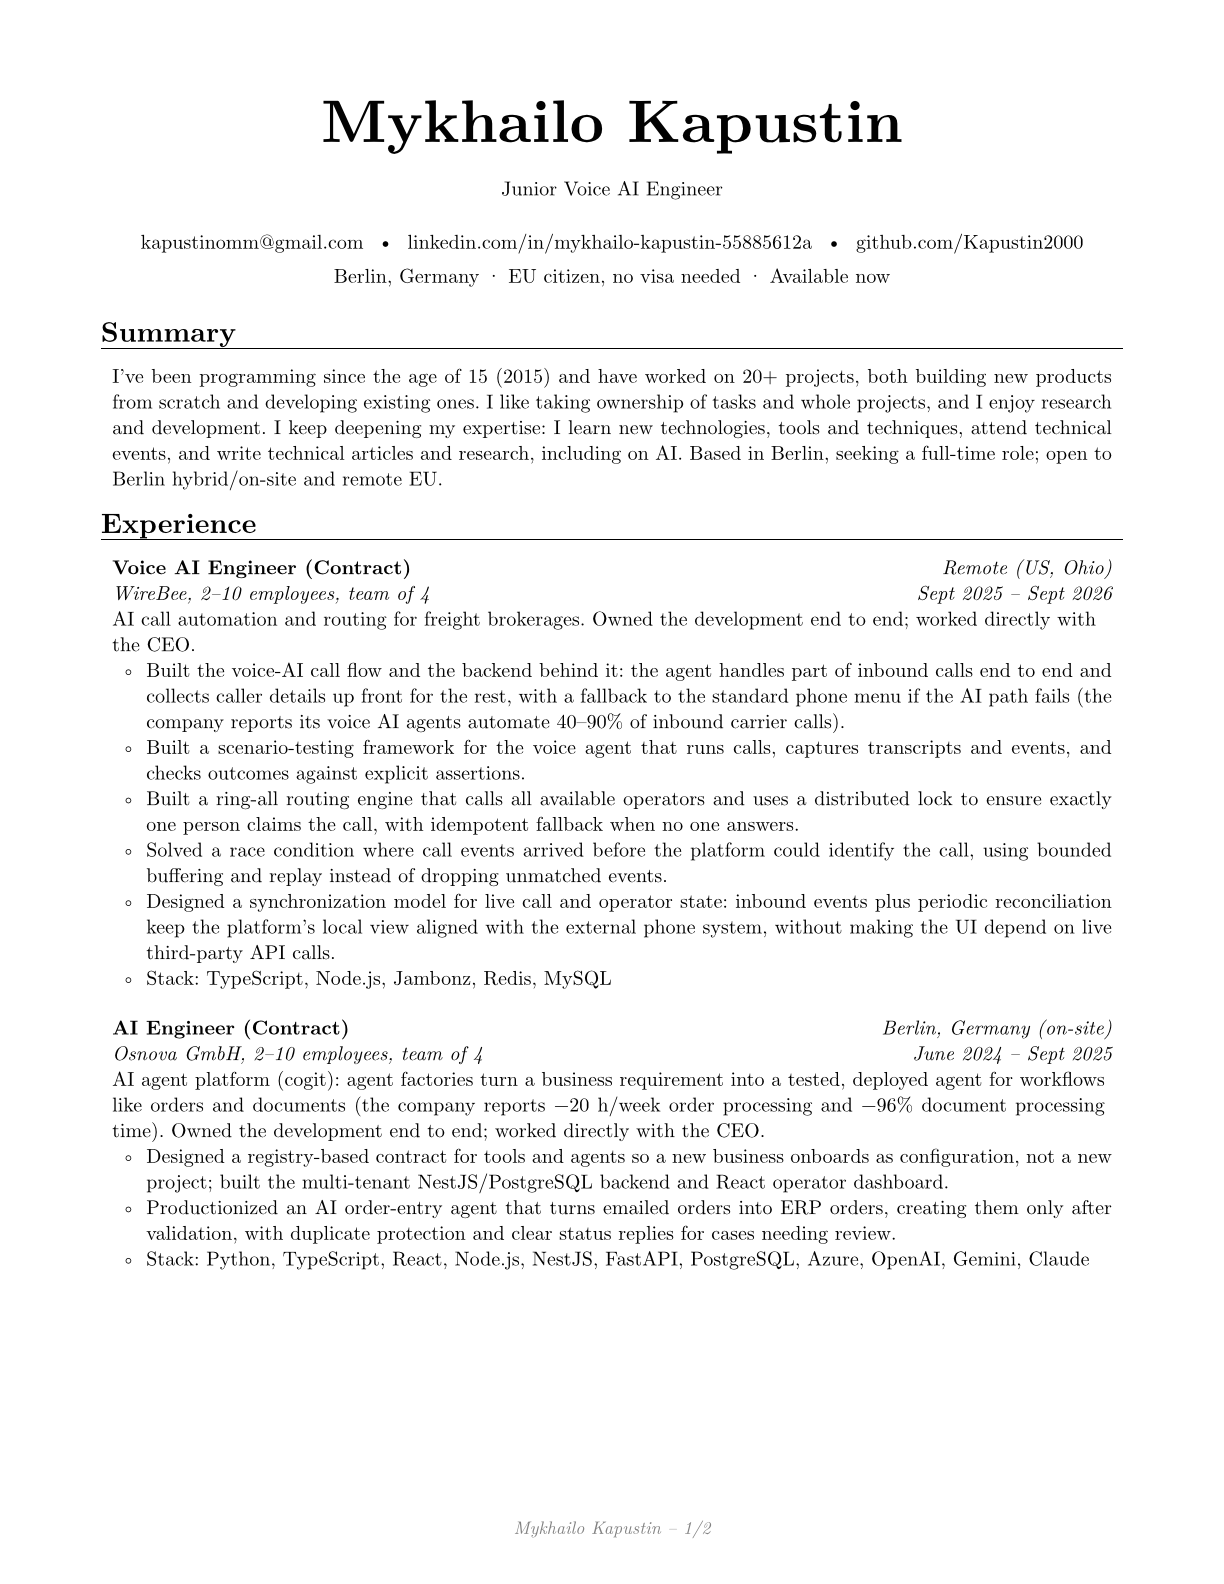 Mykhailo Kapustin
Junior Voice AI Engineer
kapustinomm@gmail.com • linkedin.com/in/mykhailo-kapustin-55885612a • github.com/Kapustin2000
Berlin, Germany · EU citizen, no visa needed · Available now
Summary
I've been programming since the age of 15 (2015) and have worked on 20+ projects, both building new products
from scratch and developing existing ones. I like taking ownership of tasks and whole projects, and I enjoy research
and development. I keep deepening my expertise: I learn new technologies, tools and techniques, attend technical
events, and write technical articles and research, including on AI. Based in Berlin, seeking a full-time role; open to
Berlin hybrid/on-site and remote EU.
Experience
Voice AI Engineer (Contract) Remote (US, Ohio)
WireBee, 2–10 employees, team of 4 Sept 2025 – Sept 2026
AI call automation and routing for freight brokerages. Owned the development end to end; worked directly with
the CEO.
◦ Built the voice-AI call flow and the backend behind it: the agent handles part of inbound calls end to end and
collects caller details up front for the rest, with a fallback to the standard phone menu if the AI path fails (the
company reports its voice AI agents automate 40–90% of inbound carrier calls).
◦ Built a scenario-testing framework for the voice agent that runs calls, captures transcripts and events, and
checks outcomes against explicit assertions.
◦ Built a ring-all routing engine that calls all available operators and uses a distributed lock to ensure exactly
one person claims the call, with idempotent fallback when no one answers.
◦ Solved a race condition where call events arrived before the platform could identify the call, using bounded
buffering and replay instead of dropping unmatched events.
◦ Designed a synchronization model for live call and operator state: inbound events plus periodic reconciliation
keep the platform's local view aligned with the external phone system, without making the UI depend on live
third-party API calls.
◦ Stack: TypeScript, Node.js, Jambonz, Redis, MySQL
AI Engineer (Contract) Berlin, Germany (on-site)
Osnova GmbH, 2–10 employees, team of 4 June 2024 – Sept 2025
AI agent platform (cogit): agent factories turn a business requirement into a tested, deployed agent for workflows
like orders and documents (the company reports −20 h/week order processing and −96% document processing
time). Owned the development end to end; worked directly with the CEO.
◦ Designed a registry-based contract for tools and agents so a new business onboards as configuration, not a new
project; built the multi-tenant NestJS/PostgreSQL backend and React operator dashboard.
◦ Productionized an AI order-entry agent that turns emailed orders into ERP orders, creating them only after
validation, with duplicate protection and clear status replies for cases needing review.
◦ Stack: Python, TypeScript, React, Node.js, NestJS, FastAPI, PostgreSQL, Azure, OpenAI, Gemini, Claude
Mykhailo Kapustin – 1/2